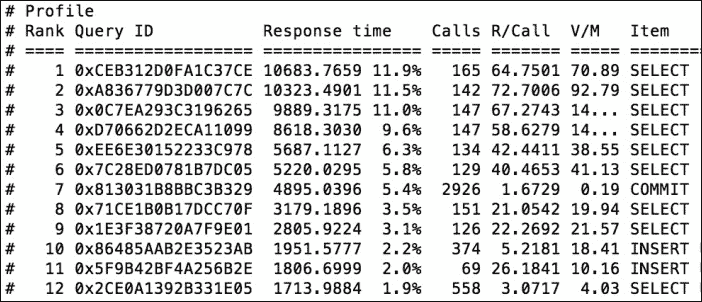 # Profile
# Rank Query ID           Response time    Calls R/Call  V/M   Item
# ==== ================== ================ ===== ======= ===== =======
#    1 0xCEB312D0FA1C37CE 10683.7659 11.9%   165 64.7501 70.89 SELECT
#    2 0xA836779D3D007C7C 10323.4901 11.5%   142 72.7006 92.79 SELECT
#    3 0x0C7EA293C3196265  9889.3175 11.0%   147 67.2743 14... SELECT
#    4 0xD70662D2ECA11099  8618.3030  9.6%   147 58.6279 14... SELECT
#    5 0xEE6E30152233C978  5687.1127  6.3%   134 42.4411 38.55 SELECT
#    6 0x7C28ED0781B7DC05  5220.0295  5.8%   129 40.4653 41.13 SELECT
#    7 0x813031B8BBC3B329  4895.0396  5.4%  2926  1.6729  0.19 COMMIT
#    8 0x71CE1B0B17DCC70F  3179.1896  3.5%   151 21.0542 19.94 SELECT
#    9 0x1E3F38720A7F9E01  2805.9224  3.1%   126 22.2692 21.57 SELECT
#   10 0x86485AAB2E3523AB  1951.5777  2.2%   374  5.2181 18.41 INSERT
#   11 0x5F9B42BF4A256B2E  1806.6999  2.0%    69 26.1841 10.16 INSERT
#   12 0x2CE0A1392B331E05  1713.9884  1.9%   558  3.0717  4.03 SELECT